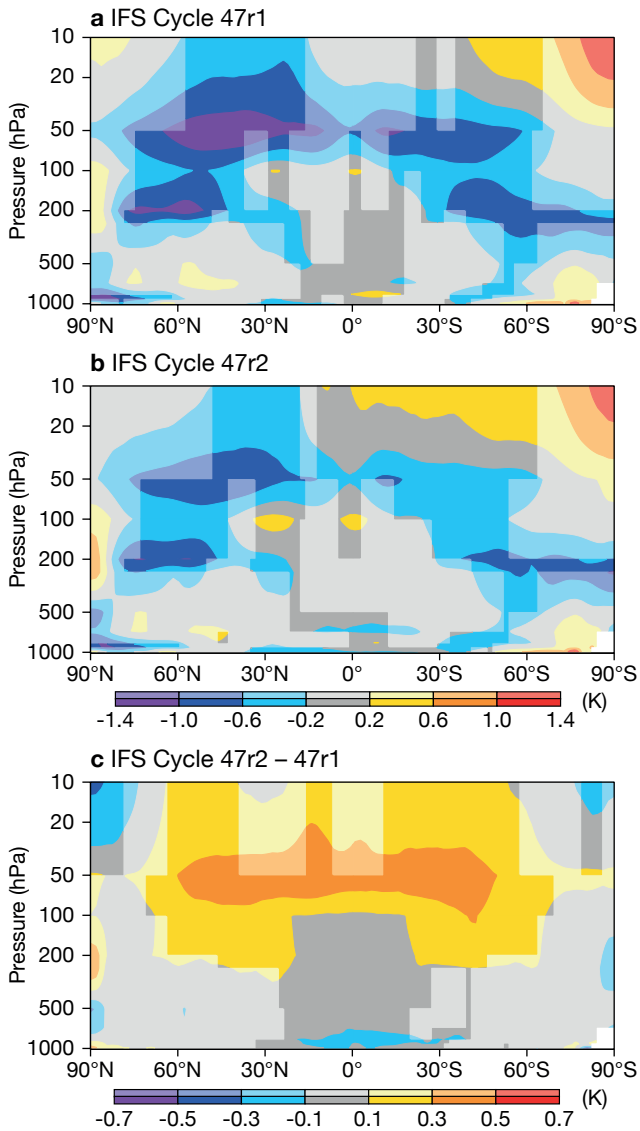 a IFS Cycle 47r1
10
20
50
100
200
500
1000
Pressure (hPa)
90°N 60°N 30°N 0° 30°S 60°S 90°S
b IFS Cycle 47r2
10
20
50
100
200
500
1000
Pressure (hPa)
90°N 60°N 30°N 0° 30°S 60°S 90°S
(K)
-1.4 -1.0 -0.6 -0.2 0.2 0.6 1.0 1.4
c IFS Cycle 47r2 – 47r1
10
20
50
100
200
500
1000
Pressure (hPa)
90°N 60°N 30°N 0° 30°S 60°S 90°S
(K)
-0.7 -0.5 -0.3 -0.1 0.1 0.3 0.5 0.7